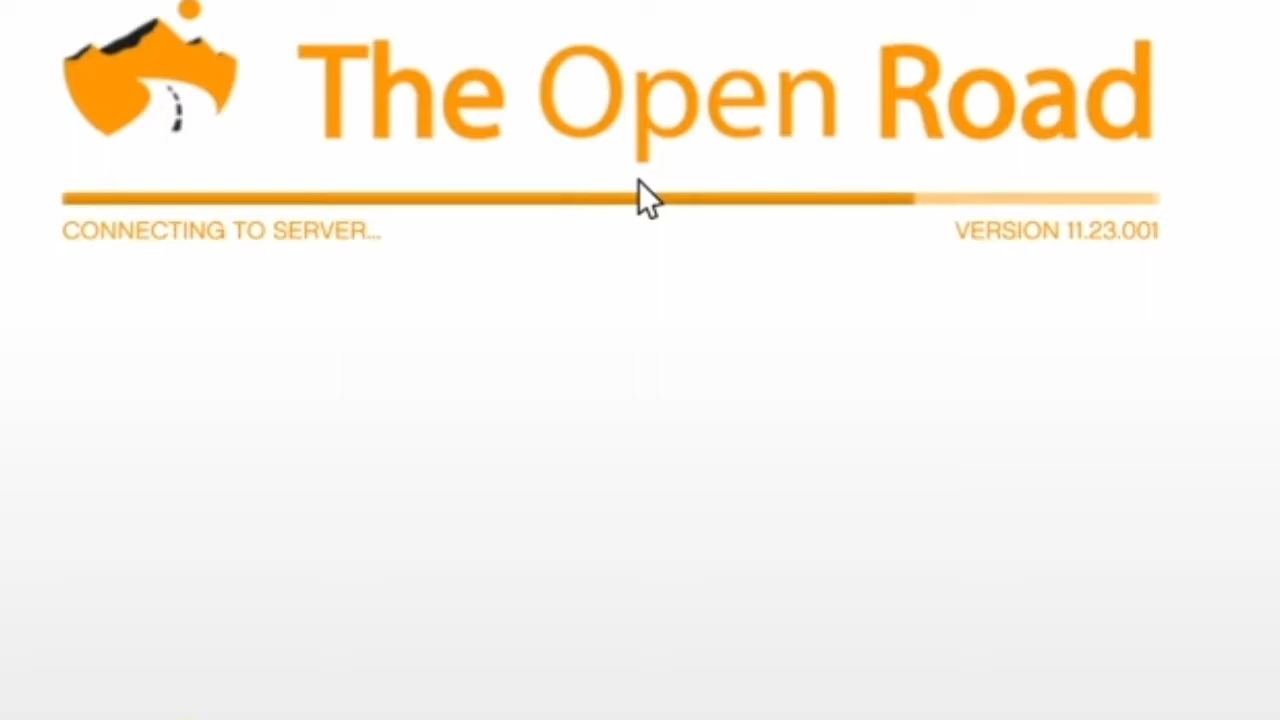 The Open Road
CONNECTING TO SERVER...
VERSION 11.23.001